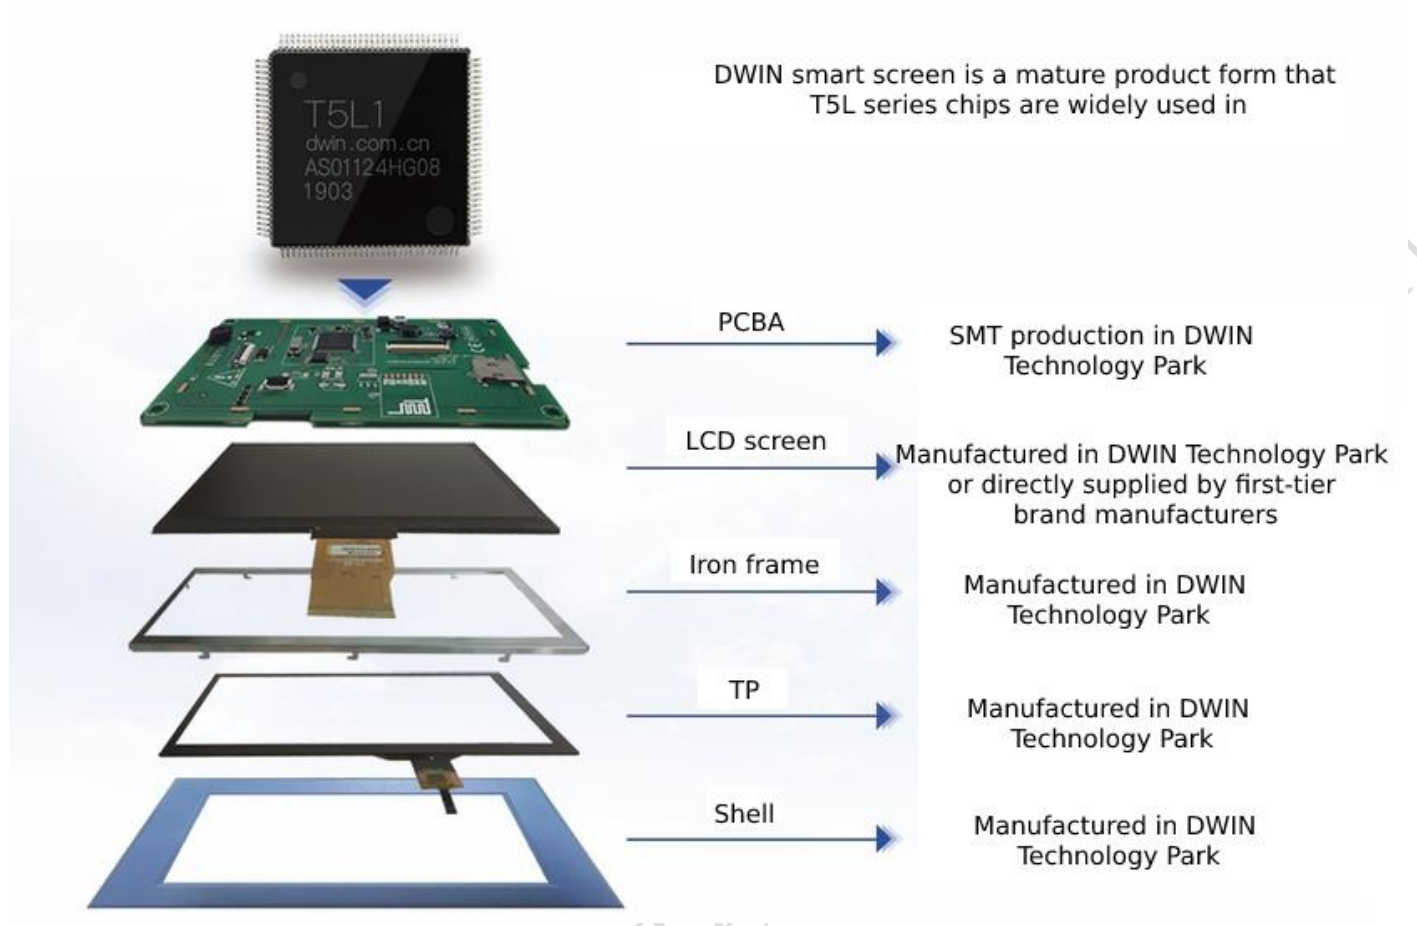 T5L1
dwin.com.cn
AS01124HG08
1903
DWIN smart screen is a mature product form that
T5L series chips are widely used in
PCBA
SMT production in DWIN
Technology Park
LCD screen
Manufactured in DWIN Technology Park
or directly supplied by first-tier
brand manufacturers
Iron frame
Manufactured in DWIN
Technology Park
TP
Manufactured in DWIN
Technology Park
Shell
Manufactured in DWIN
Technology Park